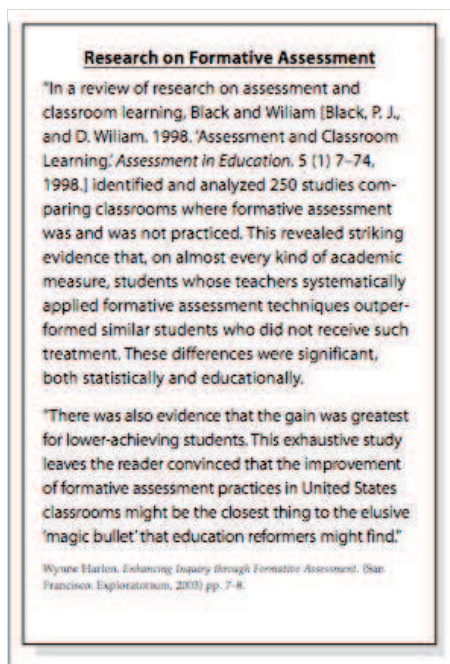 Research on Formative Assessment
"In a review of research on assessment and
classroom learning, Black and Wiliam [Black, P. J.,
and D. Wiliam. 1998. 'Assessment and Classroom
Learning.' Assessment in Education. 5 (1) 7–74,
1998.] identified and analyzed 250 studies com-
paring classrooms where formative assessment
was and was not practiced. This revealed striking
evidence that, on almost every kind of academic
measure, students whose teachers systematically
applied formative assessment techniques outper-
formed similar students who did not receive such
treatment. These differences were significant,
both statistically and educationally.
"There was also evidence that the gain was greatest
for lower-achieving students. This exhaustive study
leaves the reader convinced that the improvement
of formative assessment practices in United States
classrooms might be the closest thing to the elusive
'magic bullet' that education reformers might find."
Wynne Harlen. Enhancing Inquiry through Formative Assessment. (San
Francisco: Exploratorium, 2003) pp. 7–8.